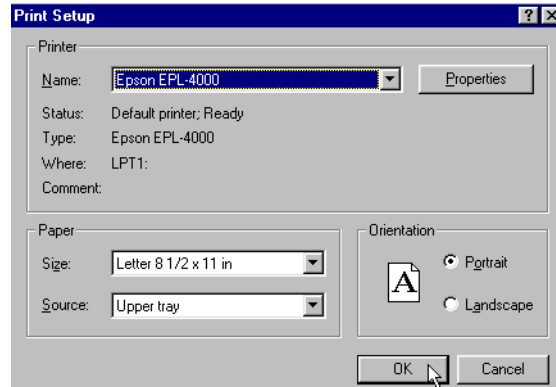 Print Setup
Printer
Name: Epson EPL-4000 Properties
Status: Default printer; Ready
Type: Epson EPL-4000
Where: LPT1:
Comment:
Paper
Size: Letter 8 1/2 x 11 in
Source: Upper tray
Orientation
A
Portrait
Landscape
OK Cancel